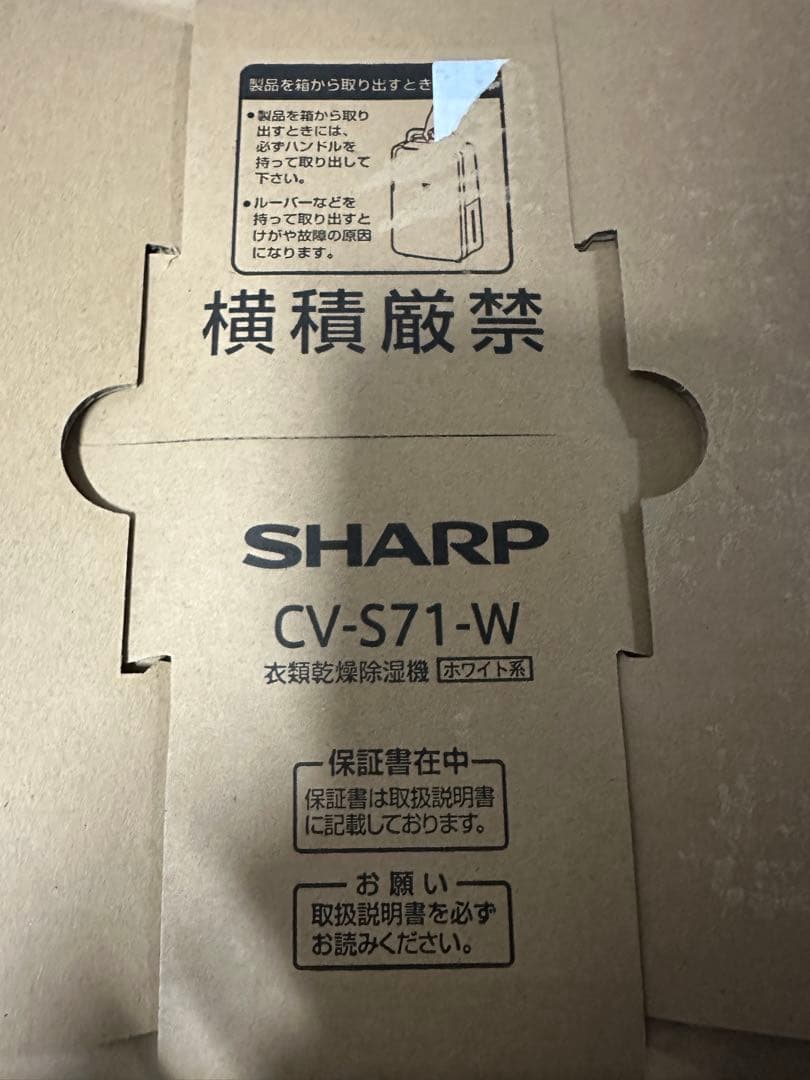 製品を箱から取り出すとき
●製品を箱から取り
出すときには、
必ずハンドルを
持って取り出して
下さい。
●ルーバーなどを
持って取り出すと
けがや故障の原因
になります。
横積厳禁
SHARP
CV-S71-W
衣類乾燥除湿機 ホワイト系
保証書在中
保証書は取扱説明書
に記載しております。
お願い
取扱説明書を必ず
お読みください。